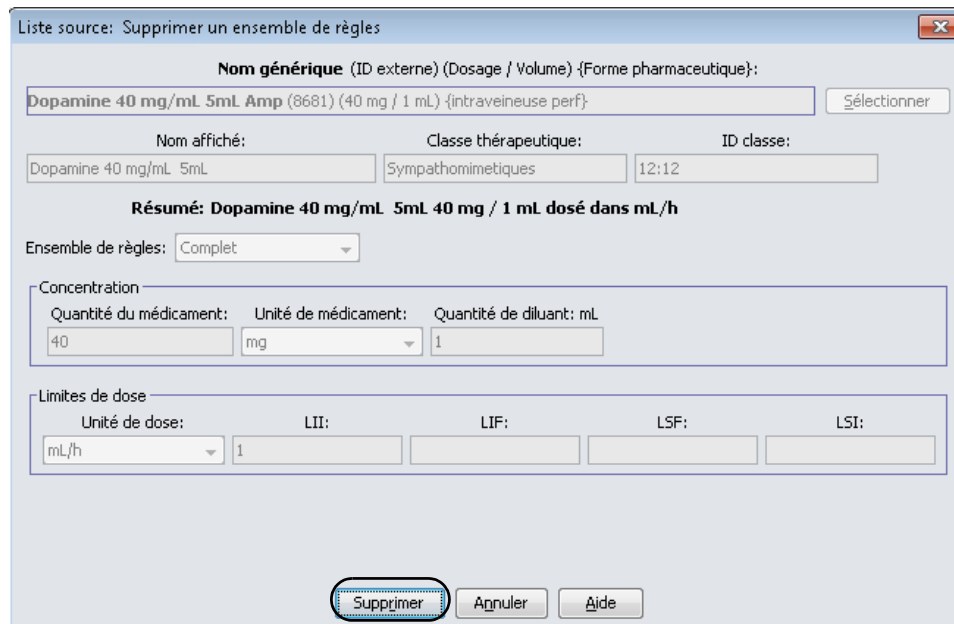 Liste source: Supprimer un ensemble de règles
Nom générique (ID externe) (Dosage / Volume) {Forme pharmaceutique}:
Dopamine 40 mg/mL 5mL Amp (8681) (40 mg / 1 mL) {intraveineuse perf} Sélectionner
Nom affiché: Classe thérapeutique: ID classe:
Dopamine 40 mg/mL 5mL Sympathomimetiques 12:12
Résumé: Dopamine 40 mg/mL 5mL 40 mg / 1 mL dosé dans mL/h
Ensemble de règles: Complet
Concentration
Quantité du médicament: Unité de médicament: Quantité de diluant: mL
40 mg 1
Limites de dose
Unité de dose: LII: LIF: LSF: LSI:
mL/h 1
Supprimer Annuler Aide